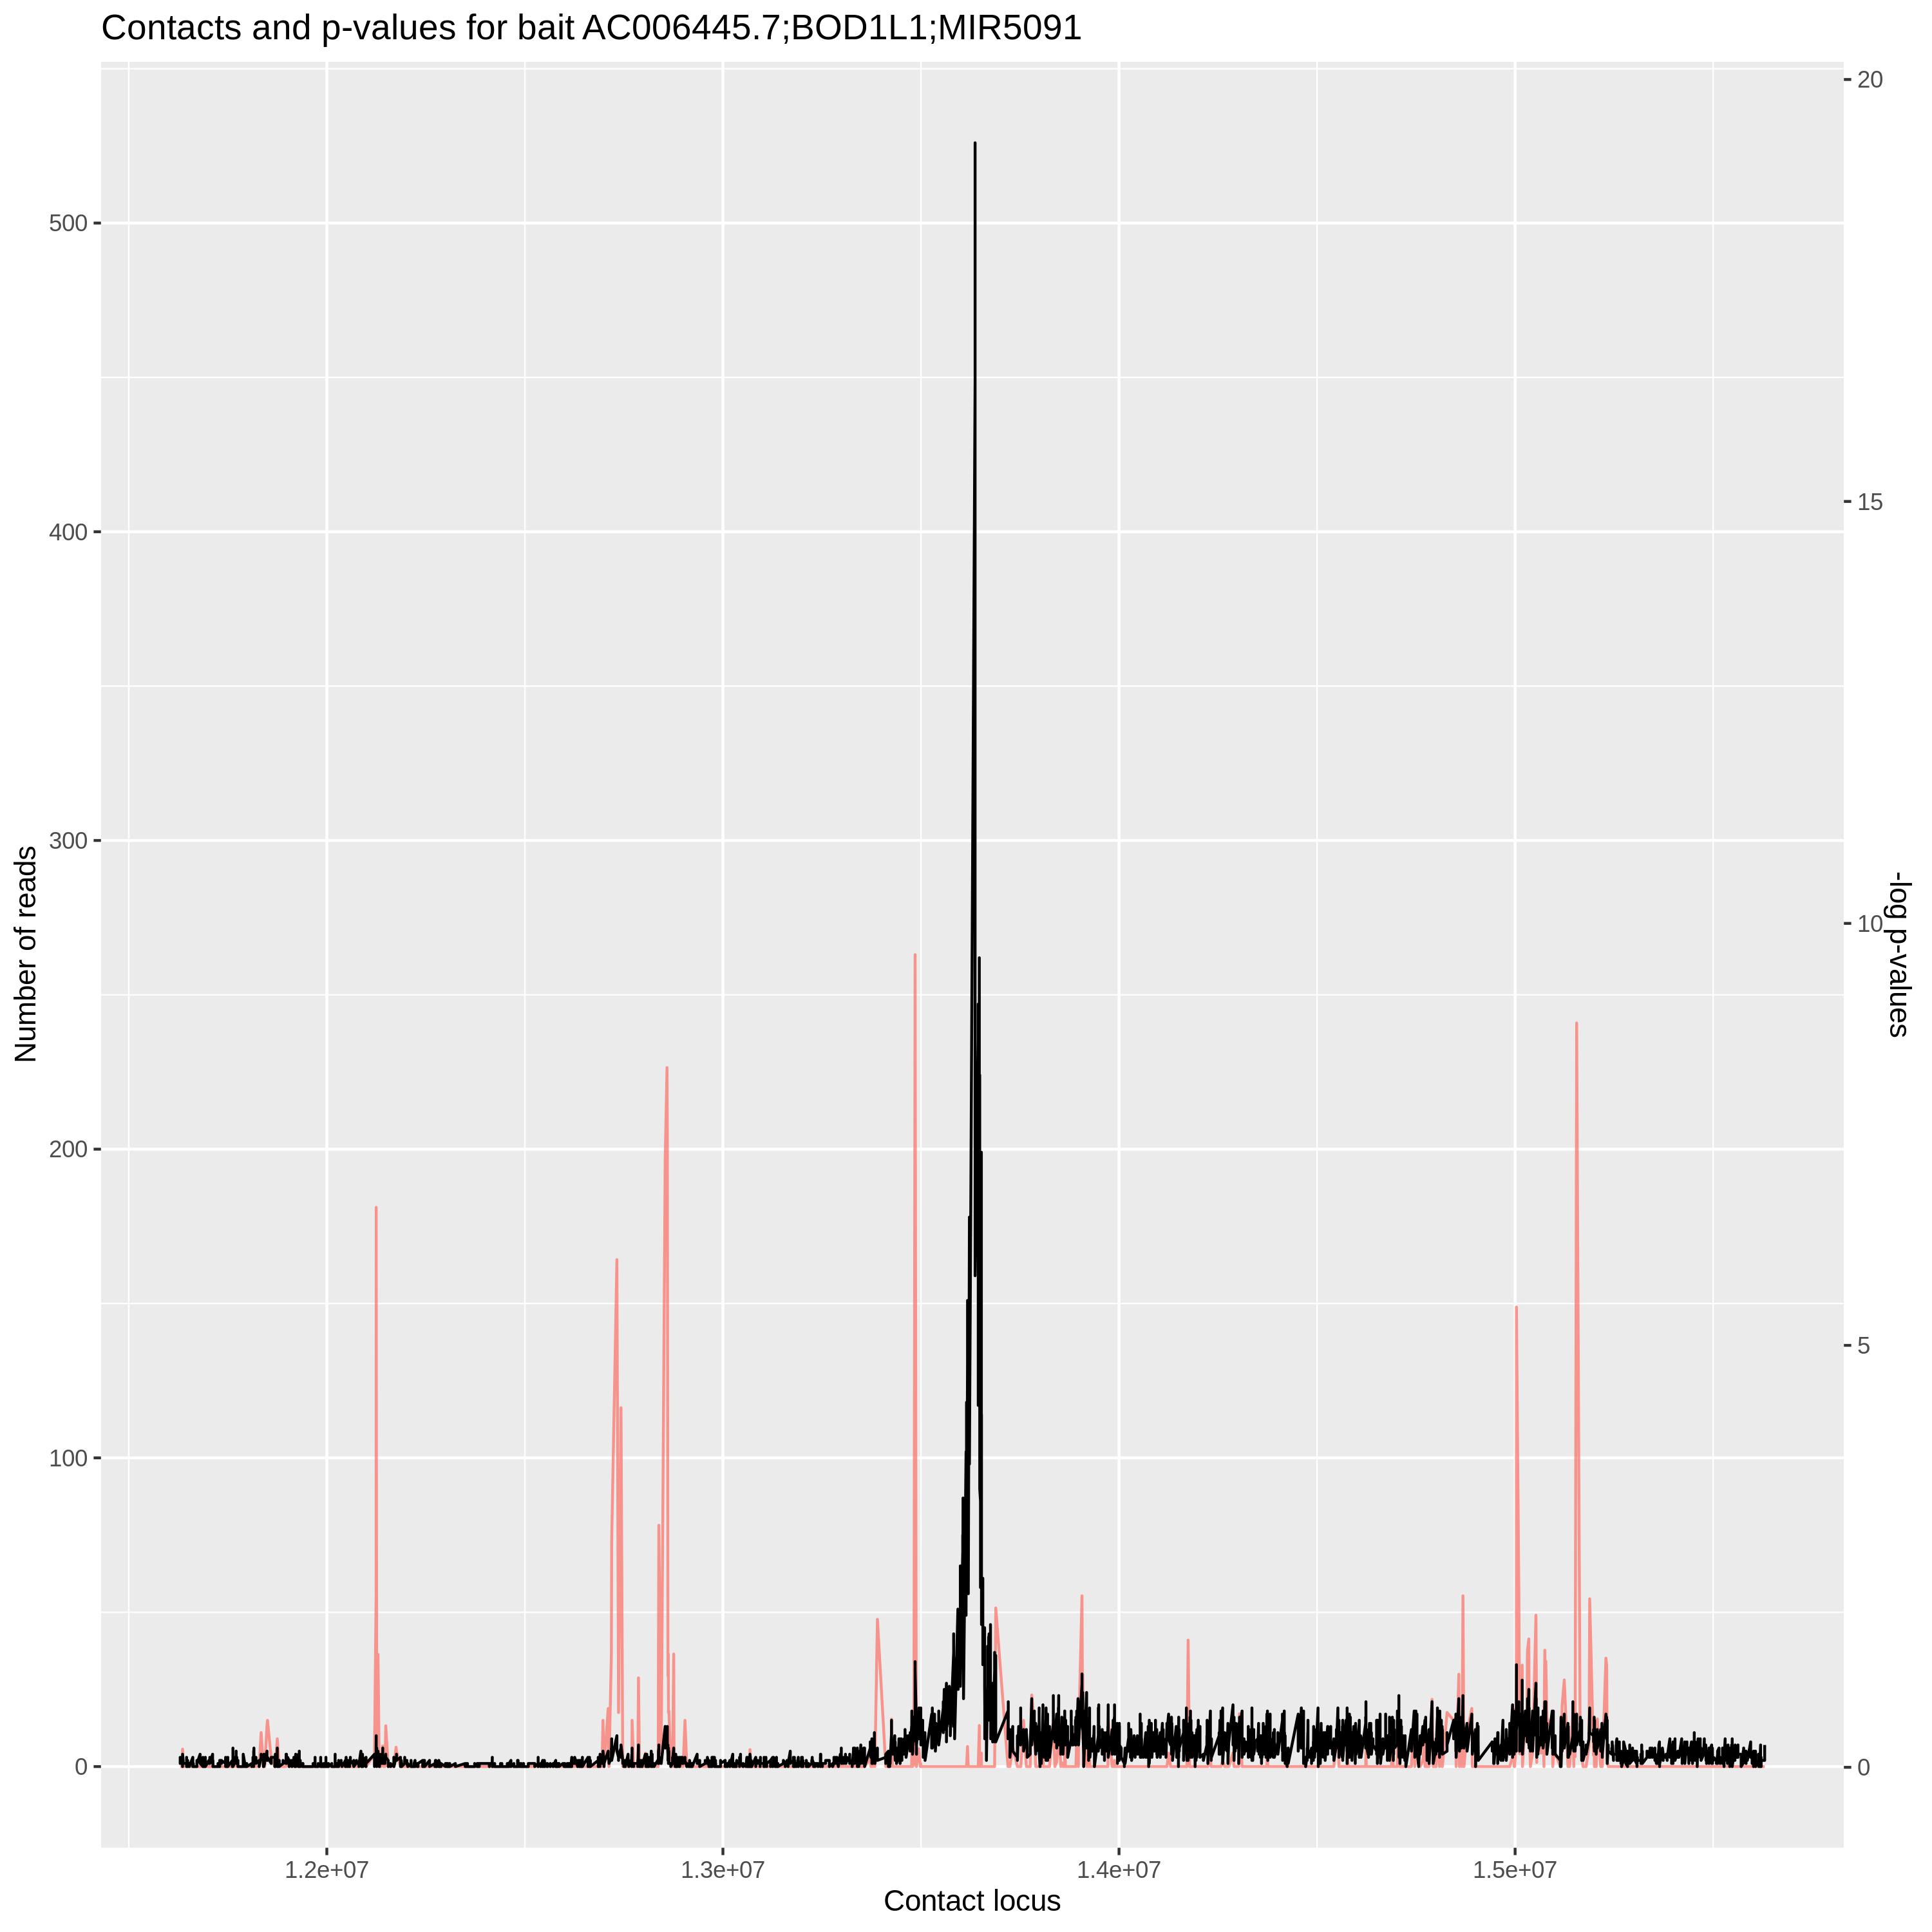 Contacts and p-values for bait AC006445.7;BOD1L1;MIR5091
20
500
15
400
300
10
Number of reads
-log p-values
200
5
100
0
0
1.2e+07 1.3e+07 1.4e+07 1.5e+07
Contact locus